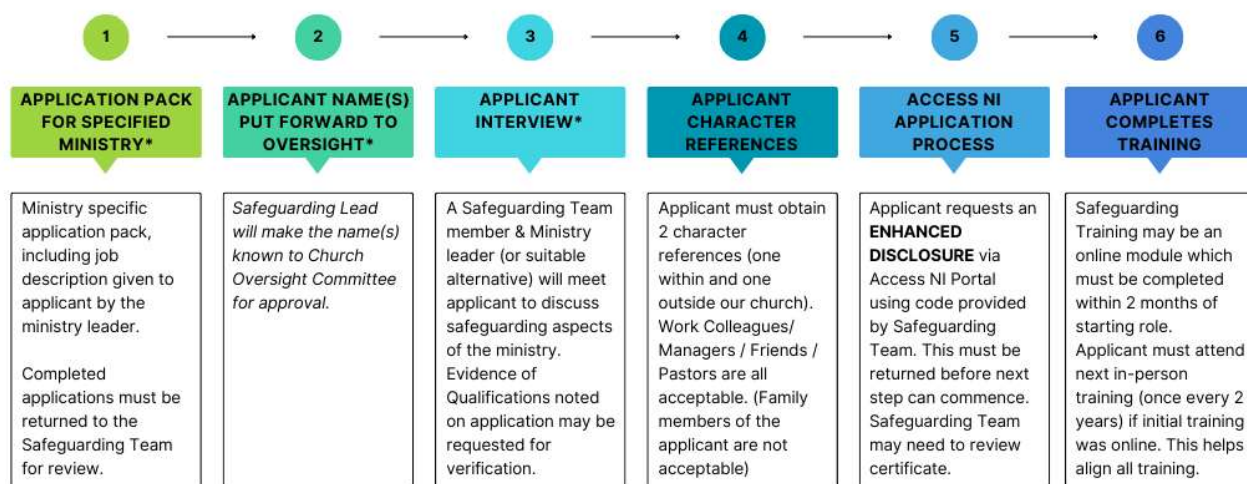 1
2
3
4
5
6
APPLICATION PACK
FOR SPECIFIED
MINISTRY*
APPLICANT NAME(S)
PUT FORWARD TO
OVERSIGHT*
APPLICANT
INTERVIEW*
APPLICANT
CHARACTER
REFERENCES
ACCESS NI
APPLICATION
PROCESS
APPLICANT
COMPLETES
TRAINING
Ministry specific
application pack,
including job
description given to
applicant by the
ministry leader.
Completed
applications must be
returned to the
Safeguarding Team
for review.
Safeguarding Lead
will make the name(s)
known to Church
Oversight Committee
for approval.
A Safeguarding Team
member & Ministry
leader (or suitable
alternative) will meet
applicant to discuss
safeguarding aspects
of the ministry.
Evidence of
Qualifications noted
on application may be
requested for
verification.
Applicant must obtain
2 character
references (one
within and one
outside our church).
Work Colleagues/
Managers / Friends /
Pastors are all
acceptable. (Family
members of the
applicant are not
acceptable)
Applicant requests an
ENHANCED
DISCLOSURE via
Access NI Portal
using code provided
by Safeguarding
Team. This must be
returned before next
step can commence.
Safeguarding Team
may need to review
certificate.
Safeguarding
Training may be an
online module which
must be completed
within 2 months of
starting role.
Applicant must attend
next in-person
training (once every 2
years) if initial training
was online. This helps
align all training.